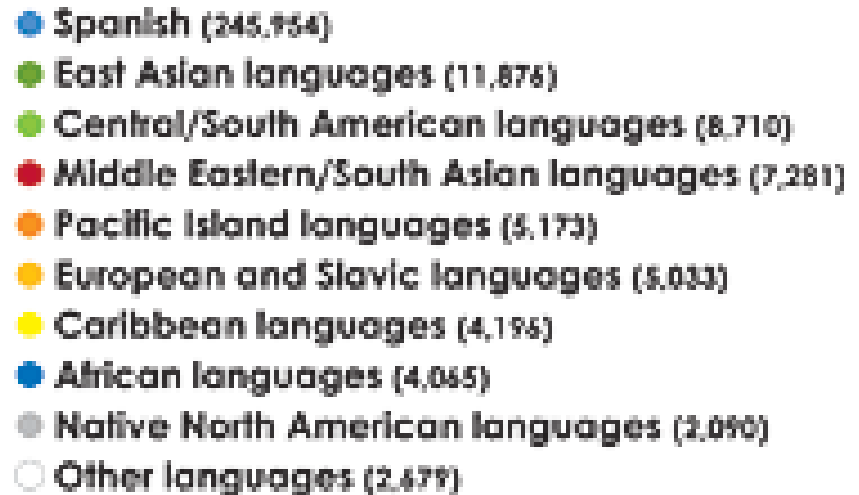 Spanish (245,954)
East Asian languages (11,876)
Central/South American languages (8,710)
Middle Eastern/South Asian languages (7,281)
Pacific Island languages (5,173)
European and Slavic languages (5,033)
Caribbean languages (4,196)
African languages (4,065)
Native North American languages (2,090)
Other languages (2,679)